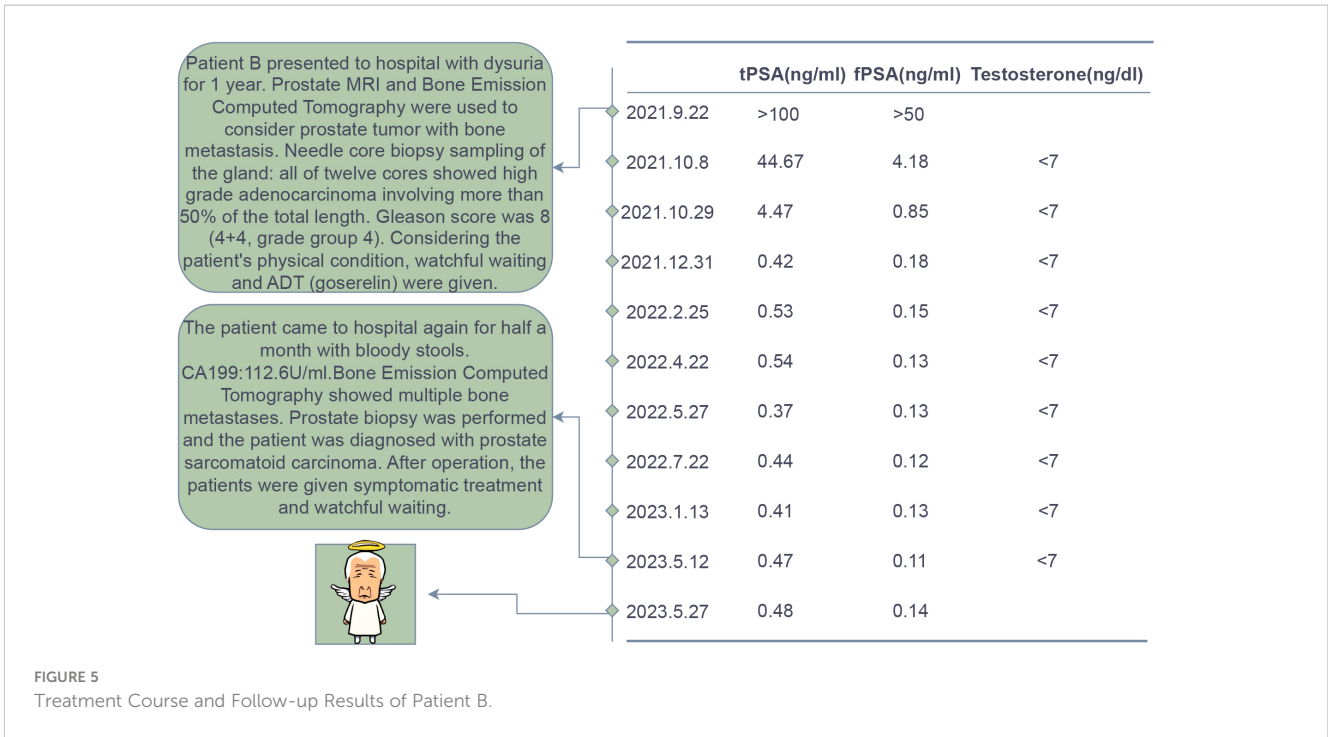 Patient B presented to hospital with dysuria
for 1 year. Prostate MRI and Bone Emission
Computed Tomography were used to
consider prostate tumor with bone
metastasis. Needle core biopsy sampling of
the gland: all of twelve cores showed high
grade adenocarcinoma involving more than
50% of the total length. Gleason score was 8
(4+4, grade group 4). Considering the
patient's physical condition, watchful waiting
and ADT (goserelin) were given.
The patient came to hospital again for half a
month with bloody stools.
CA199:112.6U/ml.Bone Emission Computed
Tomography showed multiple bone
metastases. Prostate biopsy was performed
and the patient was diagnosed with prostate
sarcomatoid carcinoma. After operation, the
patients were given symptomatic treatment
and watchful waiting.
tPSA(ng/ml) fPSA(ng/ml) Testosterone(ng/dl)
2021.9.22 >100 >50
2021.10.8 44.67 4.18 <7
2021.10.29 4.47 0.85 <7
2021.12.31 0.42 0.18 <7
2022.2.25 0.53 0.15 <7
2022.4.22 0.54 0.13 <7
2022.5.27 0.37 0.13 <7
2022.7.22 0.44 0.12 <7
2023.1.13 0.41 0.13 <7
2023.5.12 0.47 0.11 <7
2023.5.27 0.48 0.14
FIGURE 5
Treatment Course and Follow-up Results of Patient B.